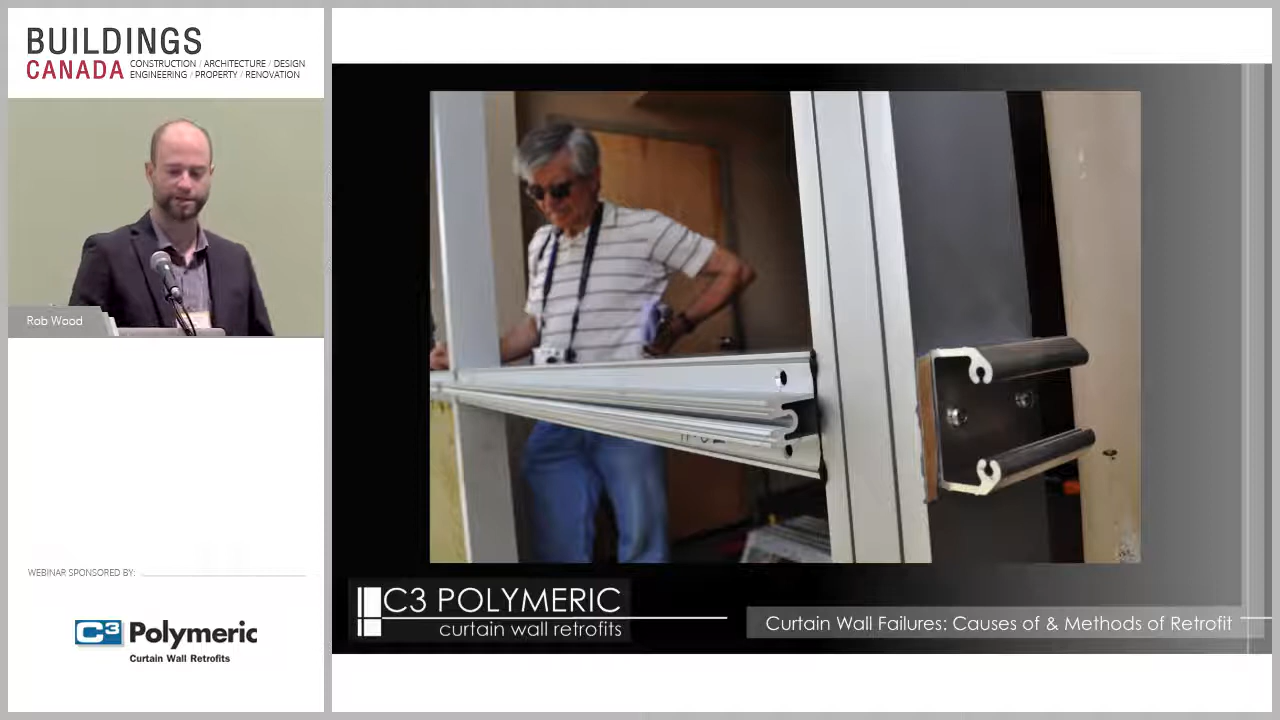 BUILDINGS
CANADA CONSTRUCTION / ARCHITECTURE / DESIGN
ENGINEERING / PROPERTY / RENOVATION
Rob Wood
WEBINAR SPONSORED BY:
C3 Polymeric
Curtain Wall Retrofits
C3 POLYMERIC
curtain wall retrofits
Curtain Wall Failures: Causes of & Methods of Retrofit